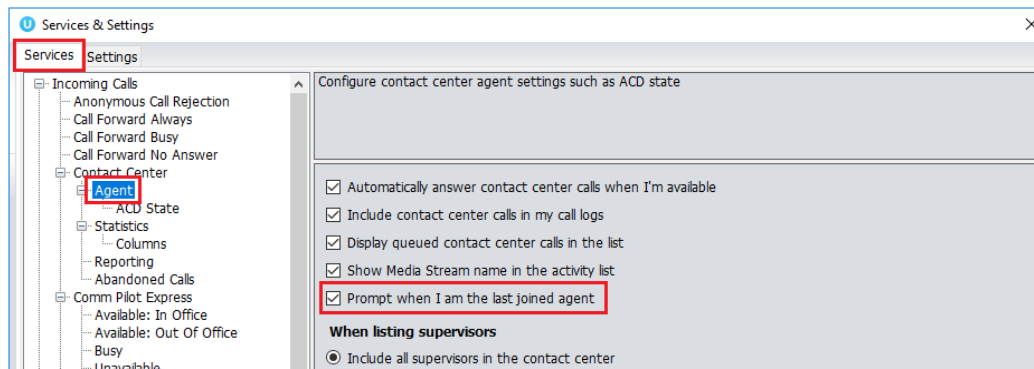 Services & Settings
Services Settings
Incoming Calls
Anonymous Call Rejection
Call Forward Always
Call Forward Busy
Call Forward No Answer
Contact Center
Agent
ACD State
Statistics
Columns
Reporting
Abandoned Calls
Comm Pilot Express
Available: In Office
Available: Out Of Office
Busy
Unavailable
Configure contact center agent settings such as ACD state
Automatically answer contact center calls when I'm available
Include contact center calls in my call logs
Display queued contact center calls in the list
Show Media Stream name in the activity list
Prompt when I am the last joined agent
When listing supervisors
Include all supervisors in the contact center